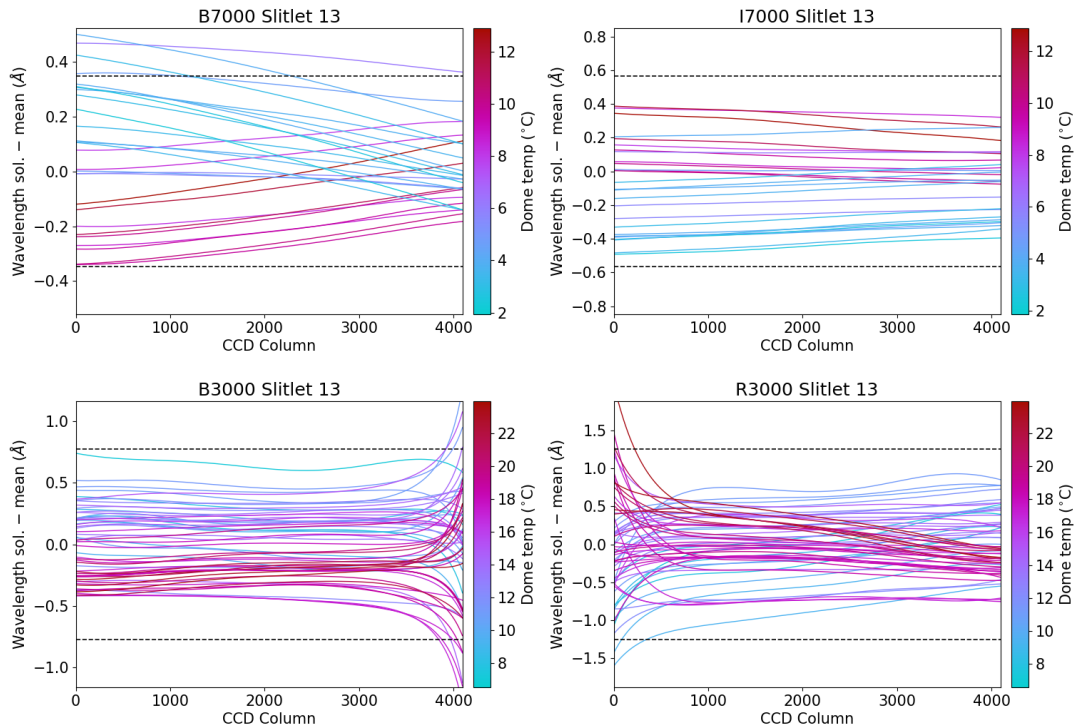 B7000 Slitlet 13
Wavelength sol. − mean (Å)
0.4
0.2
0.0
−0.2
−0.4
0 1000 2000 3000 4000
CCD Column
12
10
8
6
4
2
Dome temp (°C)
I7000 Slitlet 13
Wavelength sol. − mean (Å)
0.8
0.6
0.4
0.2
0.0
−0.2
−0.4
−0.6
−0.8
0 1000 2000 3000 4000
CCD Column
12
10
8
6
4
2
Dome temp (°C)
B3000 Slitlet 13
Wavelength sol. − mean (Å)
1.0
0.5
0.0
−0.5
−1.0
0 1000 2000 3000 4000
CCD Column
22
20
18
16
14
12
10
8
Dome temp (°C)
R3000 Slitlet 13
Wavelength sol. − mean (Å)
1.5
1.0
0.5
0.0
−0.5
−1.0
−1.5
0 1000 2000 3000 4000
CCD Column
22
20
18
16
14
12
10
8
Dome temp (°C)